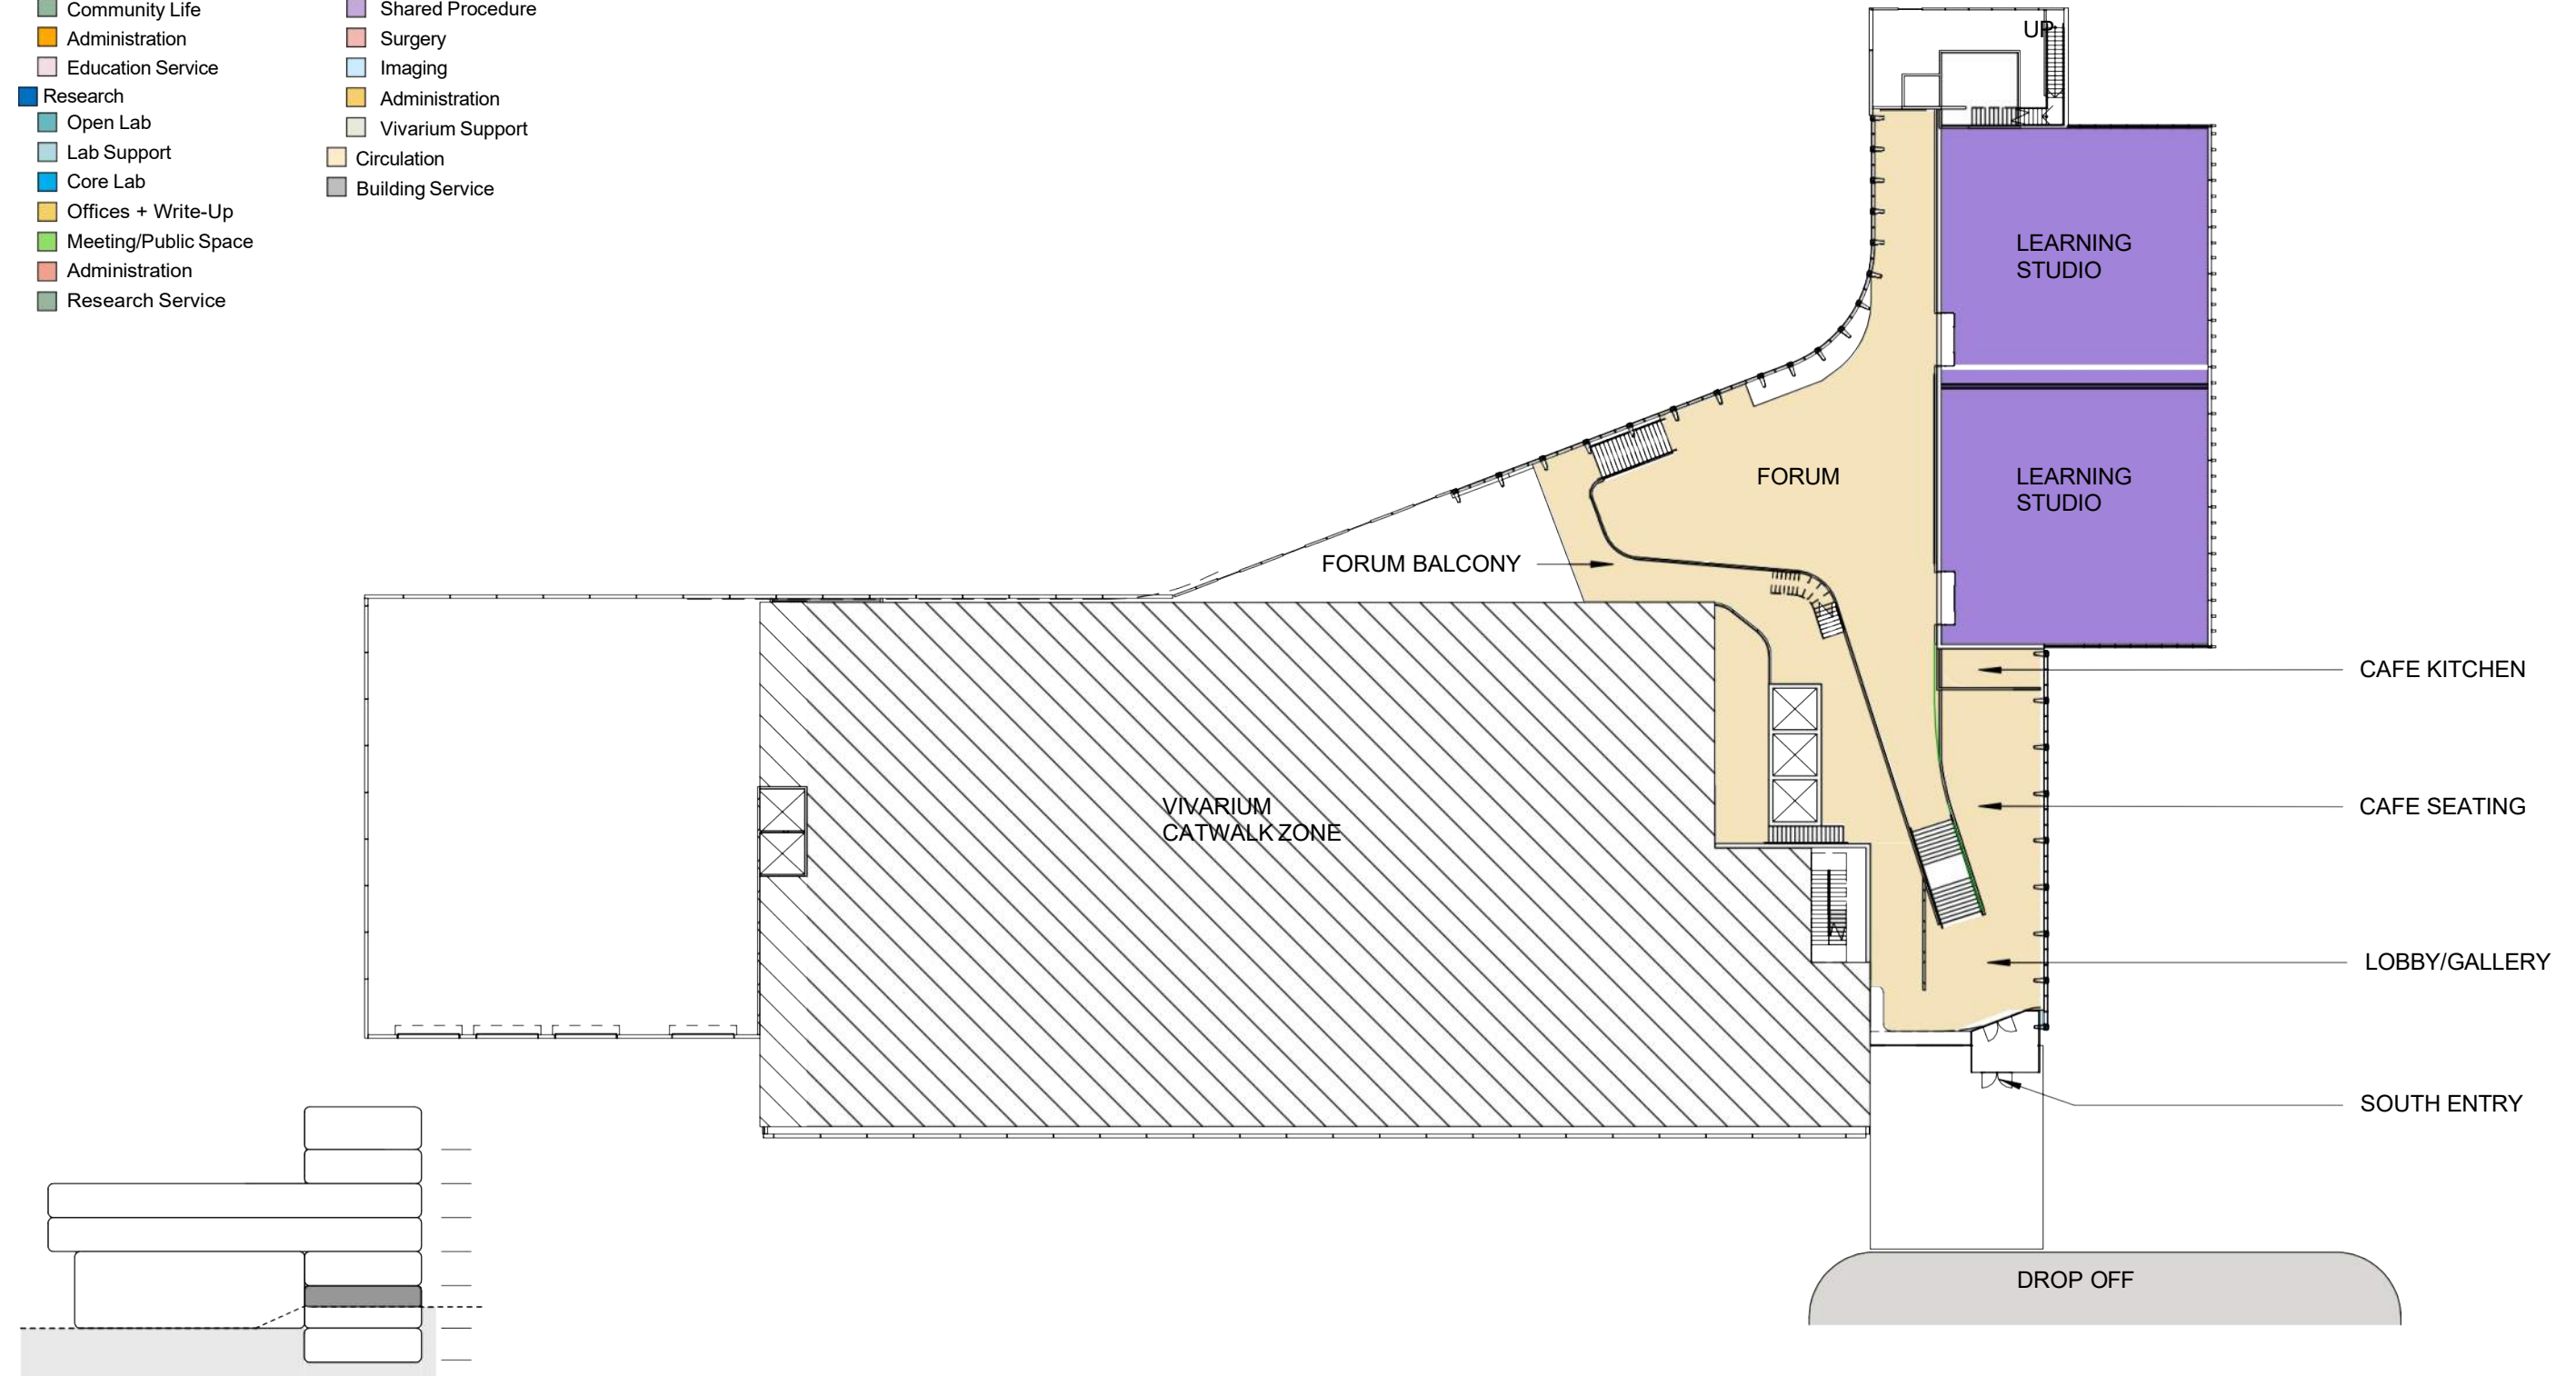 Community Life
Administration
Education Service
Research
Open Lab
Lab Support
Core Lab
Offices + Write-Up
Meeting/Public Space
Administration
Research Service
Shared Procedure
Surgery
Imaging
Administration
Vivarium Support
Circulation
Building Service
UP
LEARNING
STUDIO
FORUM
LEARNING
STUDIO
FORUM BALCONY
CAFE KITCHEN
VIVARIUM
CATWALK ZONE
CAFE SEATING
LOBBY/GALLERY
SOUTH ENTRY
DROP OFF